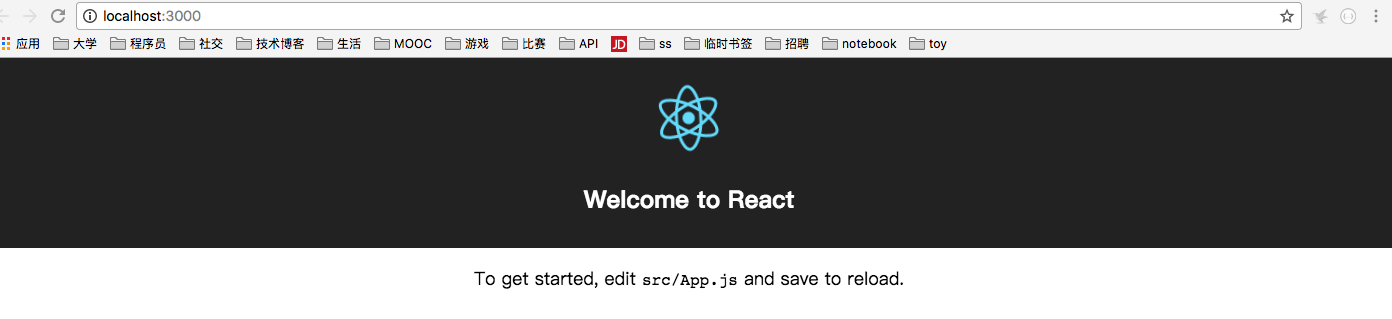 localhost:3000
应用 大学 程序员 社交 技术博客 生活 MOOC 游戏 比赛 API JD ss 临时书签 招聘 notebook toy
Welcome to React
To get started, edit src/App.js and save to reload.